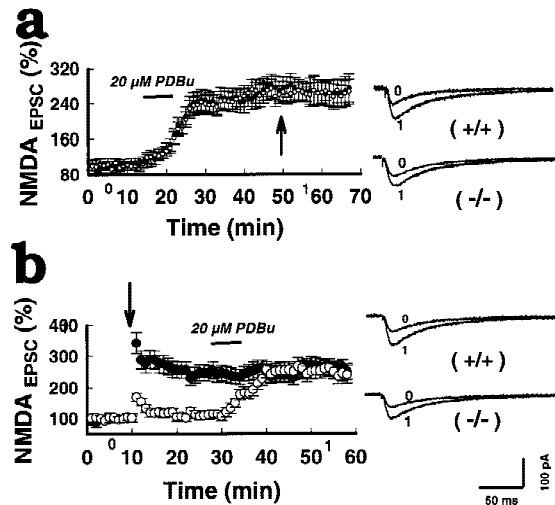 a
NMDA EPSC (%)
320
240
160
80
20 µM PDBu
0
1
0 10 20 30 40 50 60 70
Time (min)
0
1
(+/+)
0
1
(-/-)
b
NMDA EPSC (%)
400
300
200
100
20 µM PDBu
0
1
0 10 20 30 40 50 60
Time (min)
0
1
(+/+)
0
1
(-/-)
100 pA
50 ms